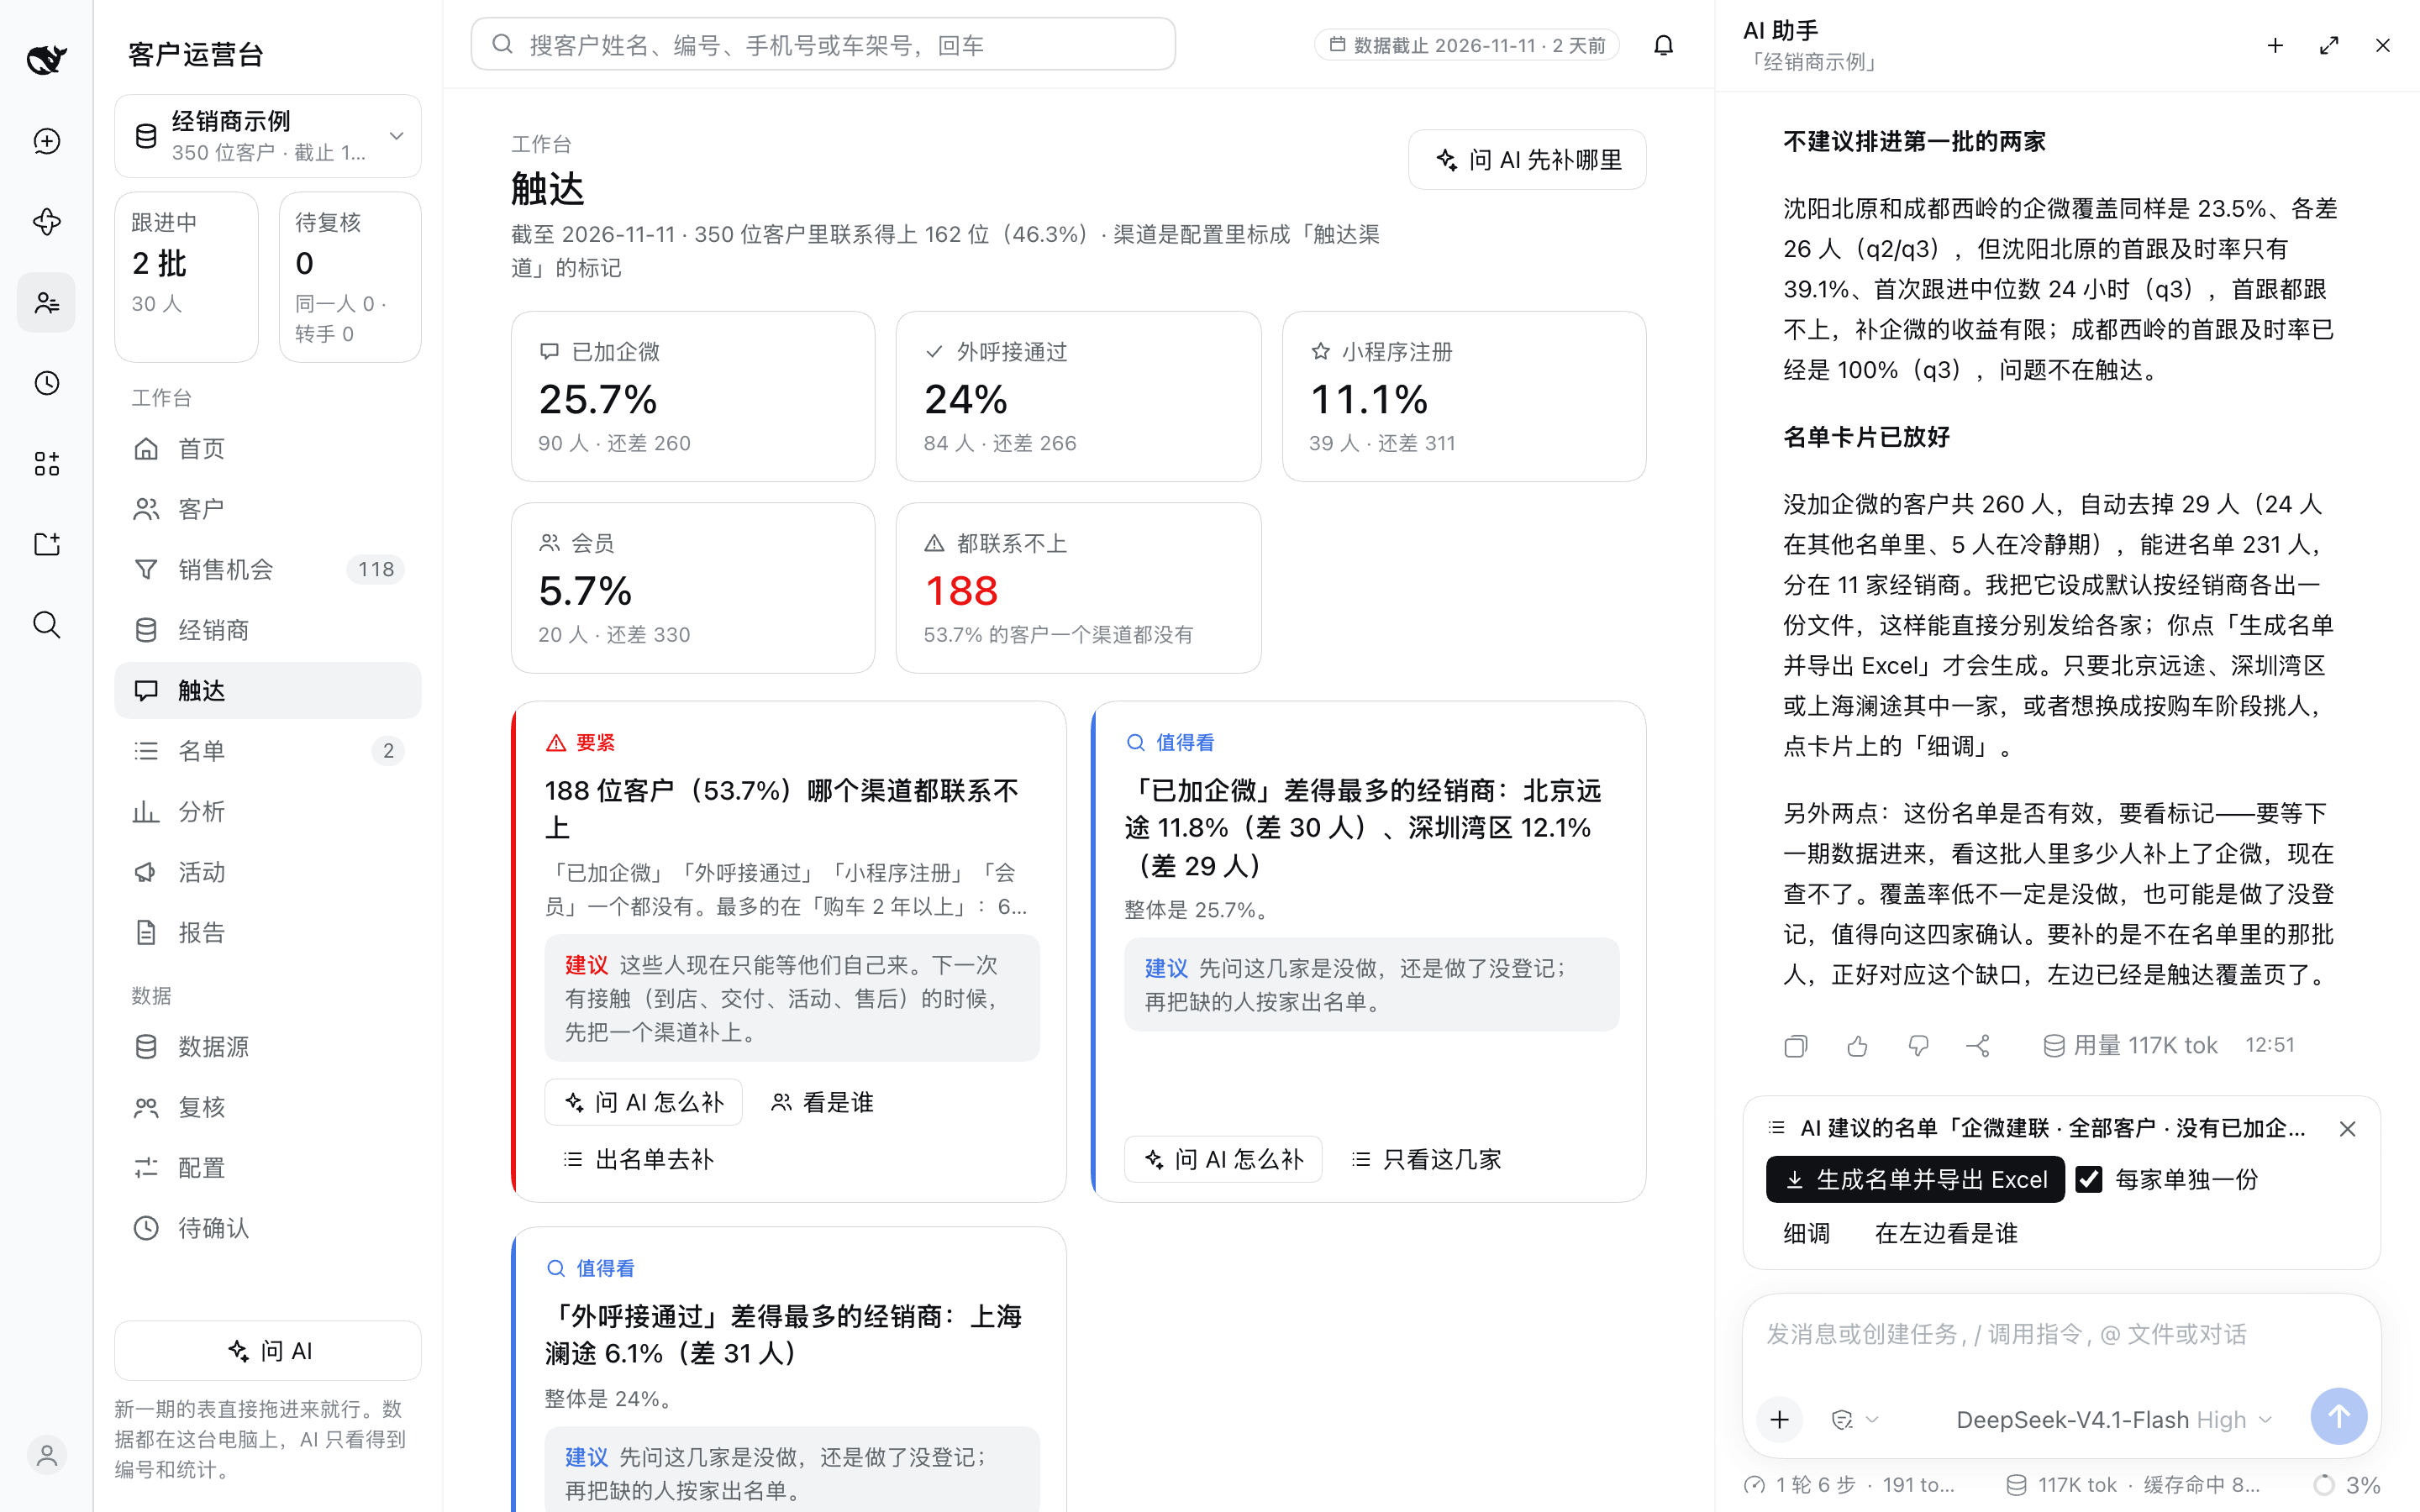 客户运营台
经销商示例
350 位客户 · 截止 1...
跟进中
2 批
30 人
待复核
0
同一人 0 ·
转手 0
工作台
首页
客户
销售机会 118
经销商
触达
名单 2
分析
活动
报告
数据
数据源
复核
配置
待确认
问 AI
新一期的表直接拖进来就行。数
据都在这台电脑上，AI 只看得到
编号和统计。
搜客户姓名、编号、手机号或车架号，回车
数据截止 2026-11-11 · 2 天前
工作台
触达
截至 2026-11-11 · 350 位客户里联系得上 162 位（46.3%）· 渠道是配置里标成「触达渠
道」的标记
问 AI 先补哪里
已加企微
25.7%
90 人 · 还差 260
外呼接通过
24%
84 人 · 还差 266
小程序注册
11.1%
39 人 · 还差 311
会员
5.7%
20 人 · 还差 330
都联系不上
188
53.7% 的客户一个渠道都没有
要紧
188 位客户（53.7%）哪个渠道都联系不
上
「已加企微」「外呼接通过」「小程序注册」「会
员」一个都没有。最多的在「购车 2 年以上」：6...
建议 这些人现在只能等他们自己来。下一次
有接触（到店、交付、活动、售后）的时候，
先把一个渠道补上。
问 AI 怎么补
看是谁
出名单去补
值得看
「已加企微」差得最多的经销商：北京远
途 11.8%（差 30 人）、深圳湾区 12.1%
（差 29 人）
整体是 25.7%。
建议 先问这几家是没做，还是做了没登记；
再把缺的人按家出名单。
问 AI 怎么补
只看这几家
值得看
「外呼接通过」差得最多的经销商：上海
澜途 6.1%（差 31 人）
整体是 24%。
建议 先问这几家是没做，还是做了没登记；
再把缺的人按家出名单。
AI 助手
「经销商示例」
不建议排进第一批的两家
沈阳北原和成都西岭的企微覆盖同样是 23.5%、各差
26 人（q2/q3），但沈阳北原的首跟及时率只有
39.1%、首次跟进中位数 24 小时（q3），首跟都跟
不上，补企微的收益有限；成都西岭的首跟及时率已
经是 100%（q3），问题不在触达。
名单卡片已放好
没加企微的客户共 260 人，自动去掉 29 人（24 人
在其他名单里、5 人在冷静期），能进名单 231 人，
分在 11 家经销商。我把它设成默认按经销商各出一
份文件，这样能直接分别发给各家；你点「生成名单
并导出 Excel」才会生成。只要北京远途、深圳湾区
或上海澜途其中一家，或者想换成按购车阶段挑人，
点卡片上的「细调」。
另外两点：这份名单是否有效，要看标记——要等下
一期数据进来，看这批人里多少人补上了企微，现在
查不了。覆盖率低不一定是没做，也可能是做了没登
记，值得向这四家确认。要补的是不在名单里的那批
人，正好对应这个缺口，左边已经是触达覆盖页了。
用量 117K tok 12:51
AI 建议的名单「企微建联 · 全部客户 · 没有已加企...
生成名单并导出 Excel
每家单独一份
细调
在左边看是谁
发消息或创建任务, / 调用指令, @ 文件或对话
DeepSeek-V4.1-Flash High
1 轮 6 步 · 191 to...
117K tok · 缓存命中 8...
3%